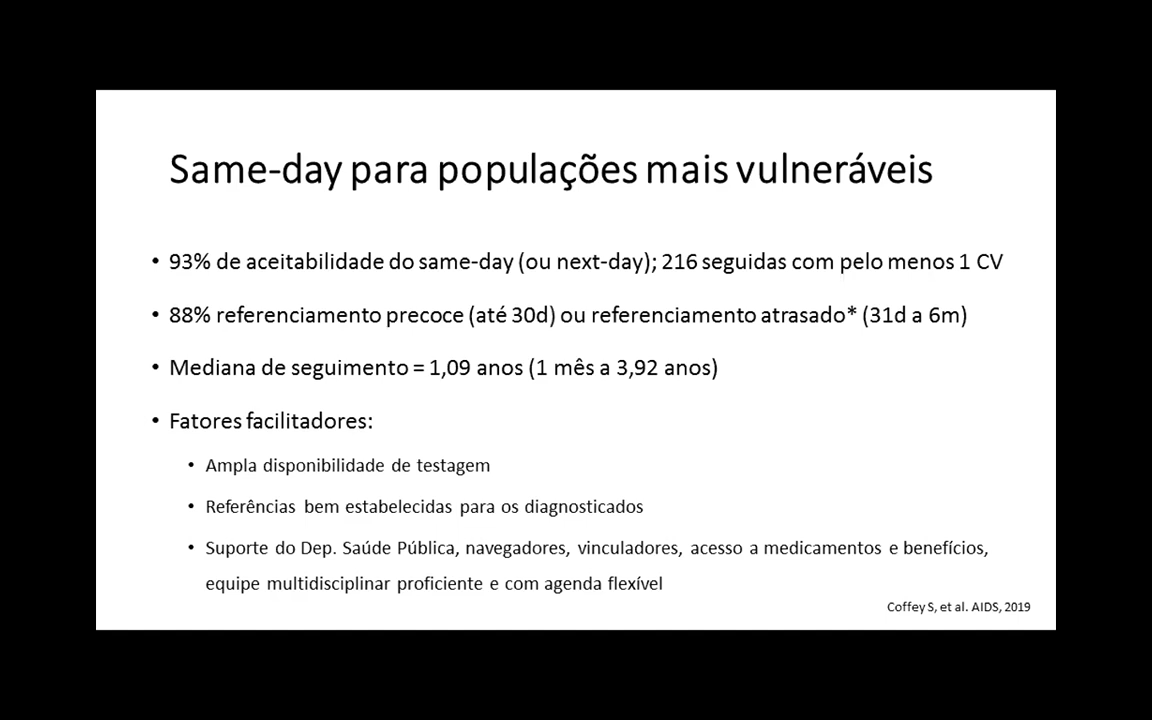 Same-day para populações mais vulneráveis
• 93% de aceitabilidade do same-day (ou next-day); 216 seguidas com pelo menos 1 CV
• 88% referenciamento precoce (até 30d) ou referenciamento atrasado* (31d a 6m)
• Mediana de seguimento = 1,09 anos (1 mês a 3,92 anos)
• Fatores facilitadores:
• Ampla disponibilidade de testagem
• Referências bem estabelecidas para os diagnosticados
• Suporte do Dep. Saúde Pública, navegadores, vinculadores, acesso a medicamentos e benefícios,
equipe multidisciplinar proficiente e com agenda flexível
Coffey S, et al. AIDS, 2019